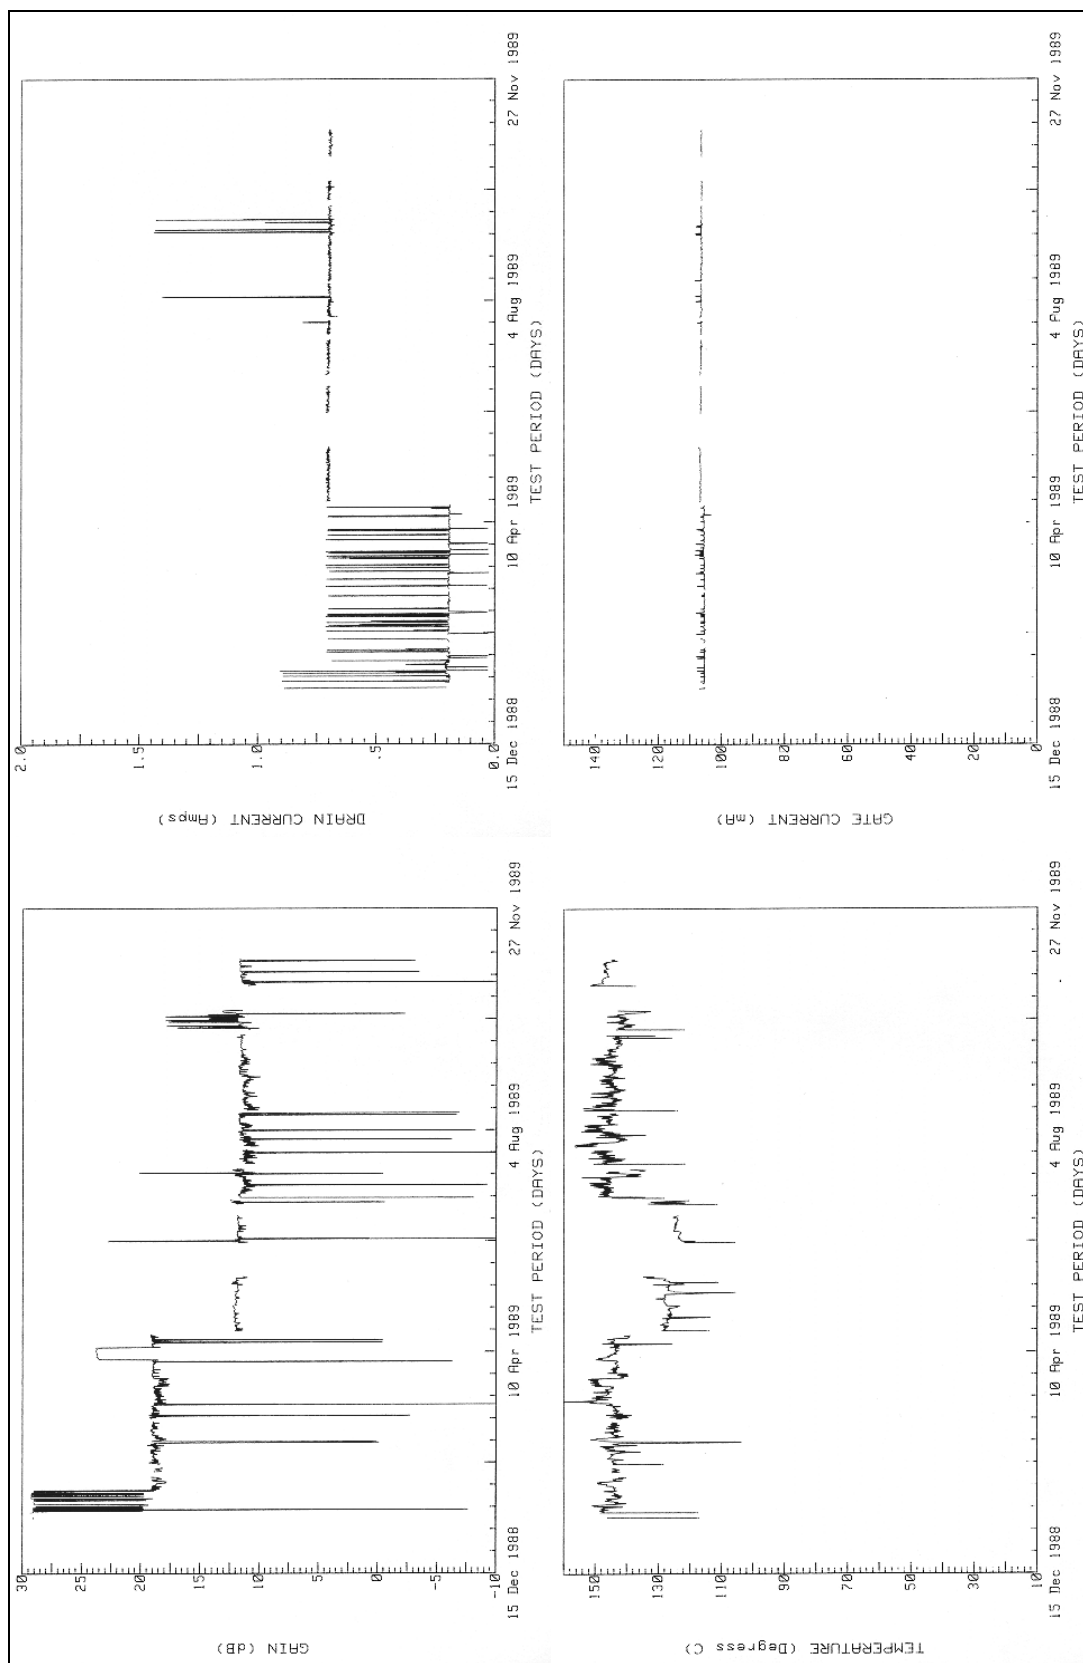 GAIN (dB)
30
25
20
15
10
5
0
-5
-10
15 Dec 1988
10 Apr 1989
4 Aug 1989
27 Nov 1989
TEST PERIOD (DAYS)
DRAIN CURRENT (Amps)
2.0
1.0
.5
0.0
15 Dec 1988
10 Apr 1989
4 Aug 1989
27 Nov 1989
TEST PERIOD (DAYS)
TEMPERATURE (Degress C)
150
130
110
90
70
50
30
10
15 Dec 1988
10 Apr 1989
4 Aug 1989
27 Nov 1989
TEST PERIOD (DAYS)
GATE CURRENT (mA)
140
120
100
80
60
40
20
0
15 Dec 1988
10 Apr 1989
4 Aug 1989
27 Nov 1989
TEST PERIOD (DAYS)